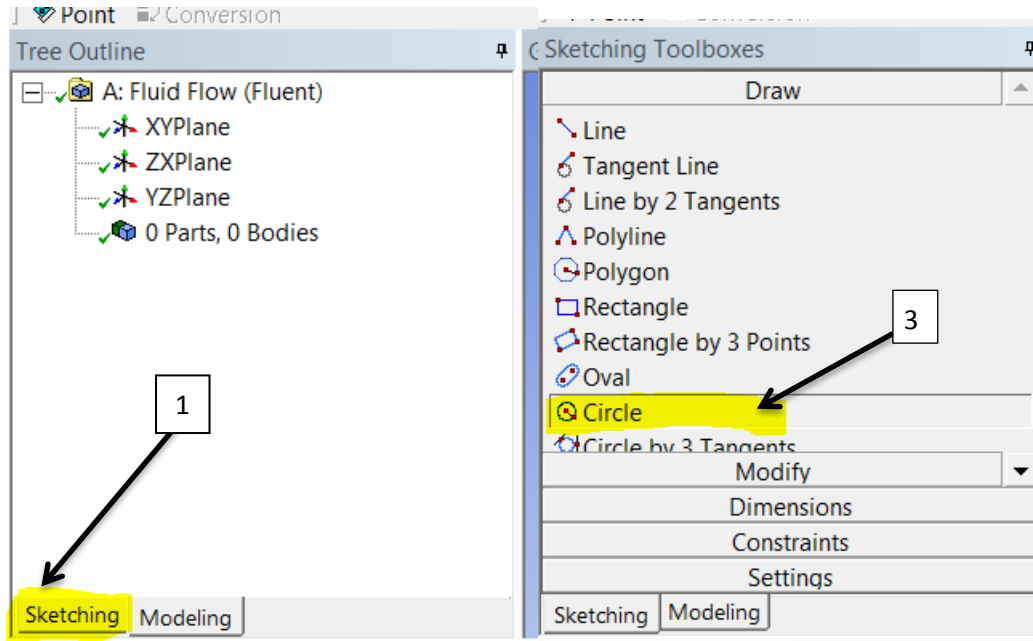 Point Conversion
Tree Outline
A: Fluid Flow (Fluent)
XYPlane
ZXPlane
YZPlane
0 Parts, 0 Bodies
1
Sketching Modeling
Sketching Toolboxes
Draw
Line
Tangent Line
Line by 2 Tangents
Polyline
Polygon
Rectangle
Rectangle by 3 Points
3
Oval
Circle
Circle by 3 Tangents
Modify
Dimensions
Constraints
Settings
Sketching Modeling